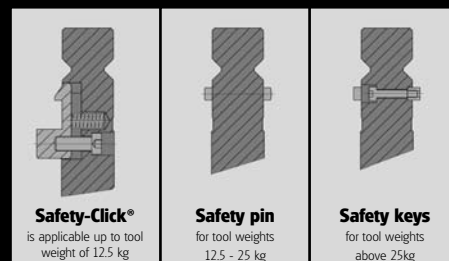 Safety-Click®
is applicable up to tool
weight of 12.5 kg
Safety pin
for tool weights
12.5 - 25 kg
Safety keys
for tool weights
above 25kg